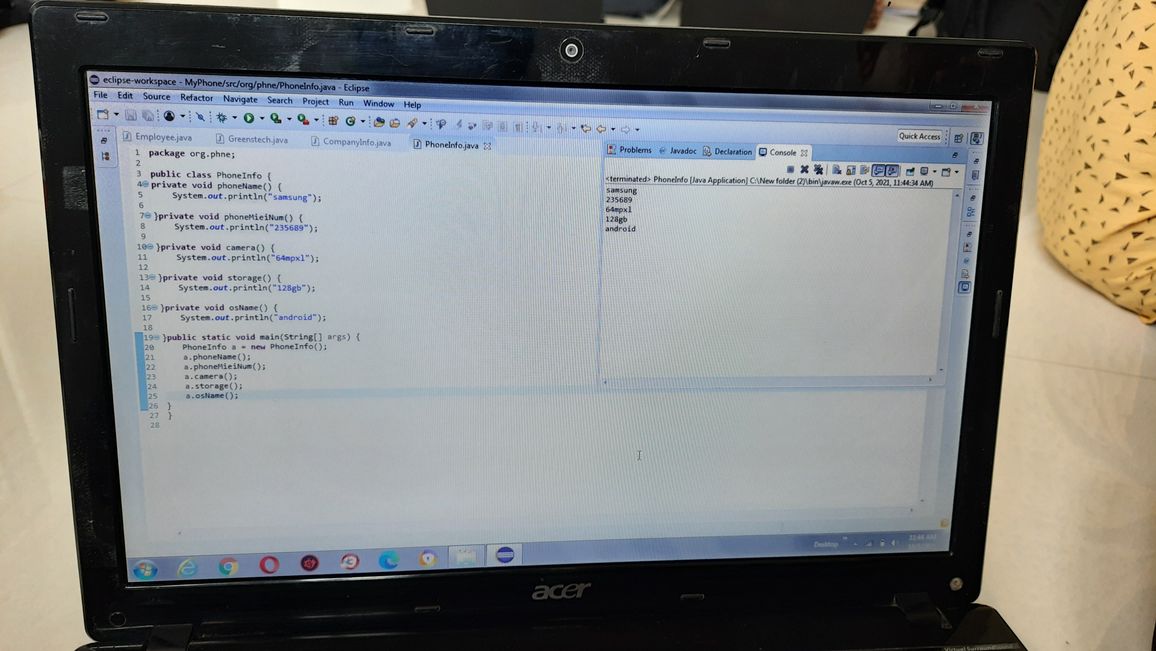 eclipse-workspace - MyPhone/src/org/phne/PhoneInfo.java - Eclipse
File Edit Source Refactor Navigate Search Project Run Window Help
Quick Access
Employee.java Greenstech.java CompanyInfo.java PhoneInfo.java
1 package org.phne;
2
3 public class PhoneInfo {
4 private void phoneName() {
5 System.out.println("samsung");
6
7 }private void phoneMieiNum() {
8 System.out.println("235689");
9
10 }private void camera() {
11 System.out.println("64mpxl");
12
13 }private void storage() {
14 System.out.println("128gb");
15
16 }private void osName() {
17 System.out.println("android");
18
19 }public static void main(String[] args) {
20 PhoneInfo a = new PhoneInfo();
21 a.phoneName();
22 a.phoneMieiNum();
23 a.camera();
24 a.storage();
25 a.osName();
26 }
27 }
28
Problems Javadoc Declaration Console
<terminated> PhoneInfo [Java Application] C:\New folder (2)\bin\javaw.exe (Oct 5, 2021, 11:44:34 AM)
samsung
235689
64mpxl
128gb
android
Desktop
acer